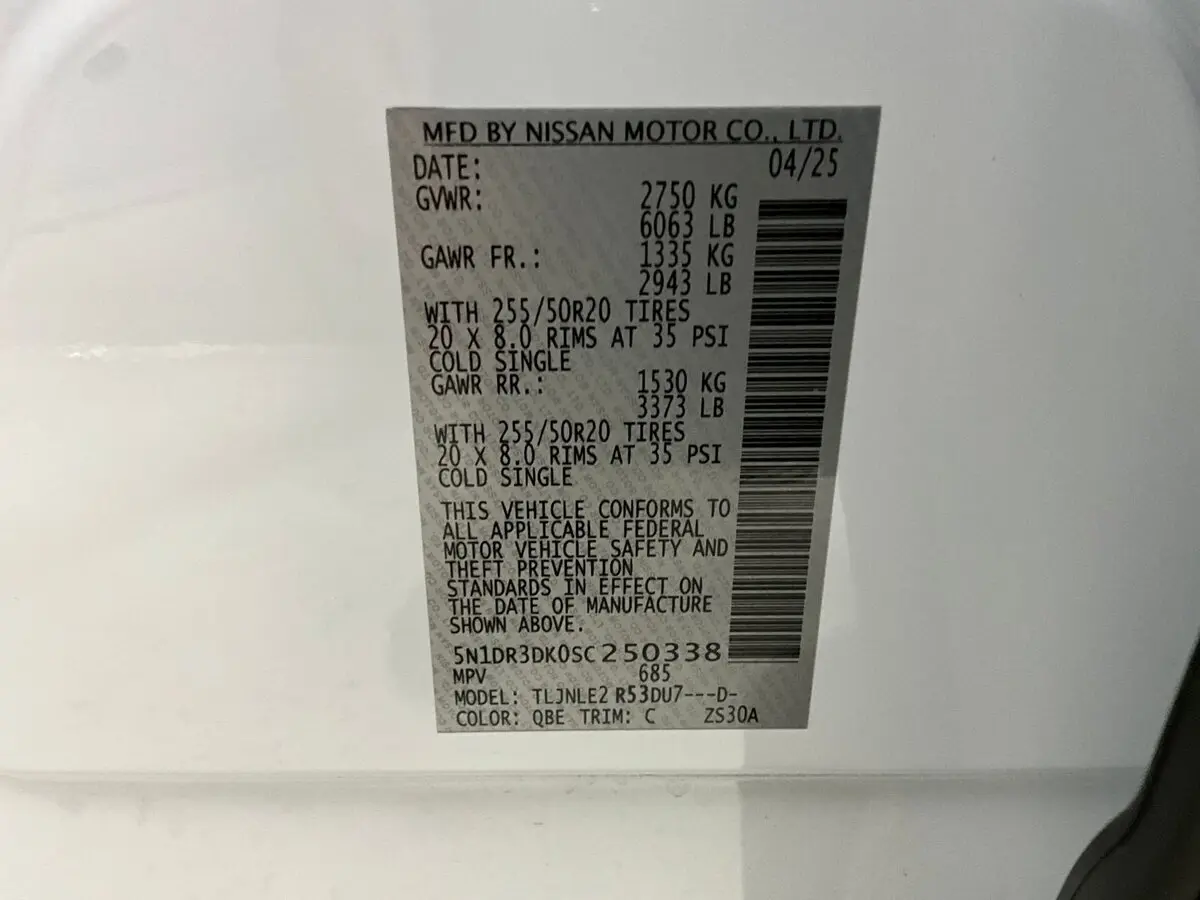 MFD BY NISSAN MOTOR CO., LTD.
DATE: 04/25
GVWR: 2750 KG
6063 LB
GAWR FR.: 1335 KG
2943 LB
WITH 255/50R20 TIRES
20 X 8.0 RIMS AT 35 PSI
COLD SINGLE
GAWR RR.: 1530 KG
3373 LB
WITH 255/50R20 TIRES
20 X 8.0 RIMS AT 35 PSI
COLD SINGLE
THIS VEHICLE CONFORMS TO
ALL APPLICABLE FEDERAL
MOTOR VEHICLE SAFETY AND
THEFT PREVENTION
STANDARDS IN EFFECT ON
THE DATE OF MANUFACTURE
SHOWN ABOVE.
5N1DR3DK0SC250338
MPV 685
MODEL: TLJNLE2 R53DU7---D-
COLOR: QBE TRIM: C ZS30A